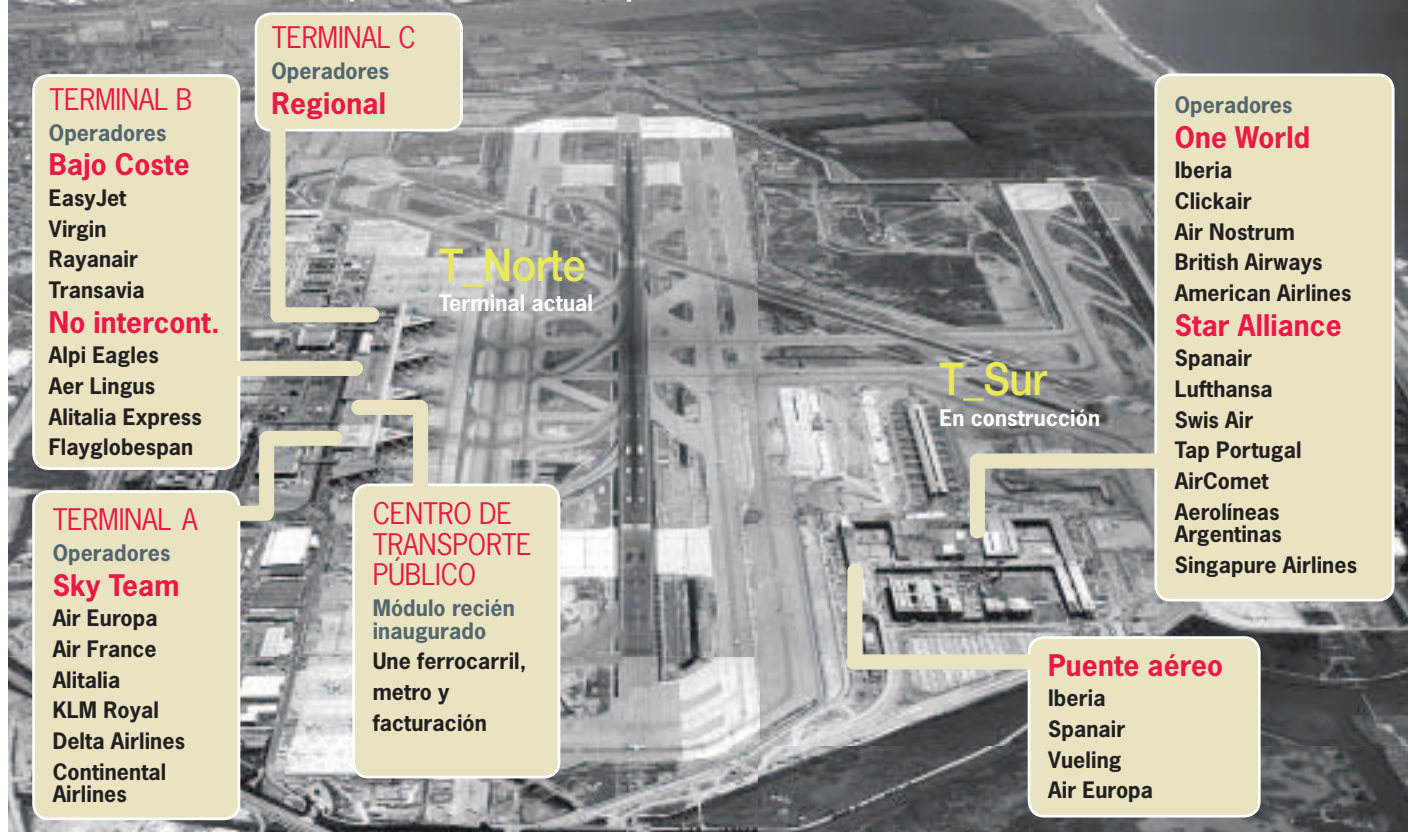 TERMINAL C
Operadores
Regional
TERMINAL B
Operadores
Bajo Coste
EasyJet
Virgin
Rayanair
Transavia
No intercont.
Alpi Eagles
Aer Lingus
Alitalia Express
Flayglobespan
TERMINAL A
Operadores
Sky Team
Air Europa
Air France
Alitalia
KLM Royal
Delta Airlines
Continental
Airlines
CENTRO DE
TRANSPORTE
PÚBLICO
Módulo recién
inaugurado
Une ferrocarril,
metro y
facturación
T_Norte
Terminal actual
T_Sur
En construcción
Operadores
One World
Iberia
Clickair
Air Nostrum
British Airways
American Airlines
Star Alliance
Spanair
Lufthansa
Swis Air
Tap Portugal
AirComet
Aerolíneas
Argentinas
Singapure Airlines
Puente aéreo
Iberia
Spanair
Vueling
Air Europa